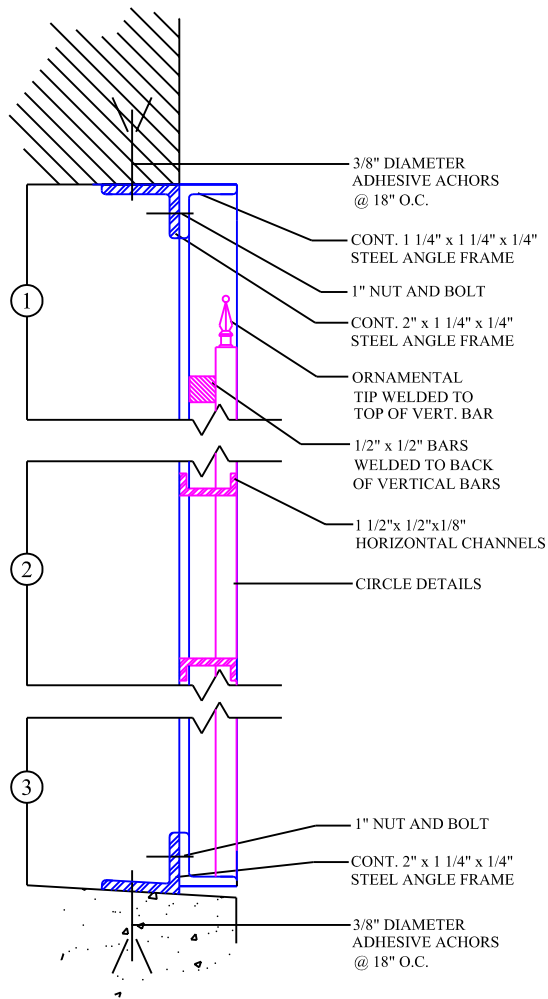 3/8" DIAMETER
ADHESIVE ACHORS
@ 18" O.C.
CONT. 1 1/4" x 1 1/4" x 1/4"
STEEL ANGLE FRAME
1" NUT AND BOLT
1
CONT. 2" x 1 1/4" x 1/4"
STEEL ANGLE FRAME
ORNAMENTAL
TIP WELDED TO
TOP OF VERT. BAR
1/2" x 1/2" BARS
WELDED TO BACK
OF VERTICAL BARS
1 1/2"x 1/2"x1/8"
HORIZONTAL CHANNELS
2
CIRCLE DETAILS
3
1" NUT AND BOLT
CONT. 2" x 1 1/4" x 1/4"
STEEL ANGLE FRAME
3/8" DIAMETER
ADHESIVE ACHORS
@ 18" O.C.